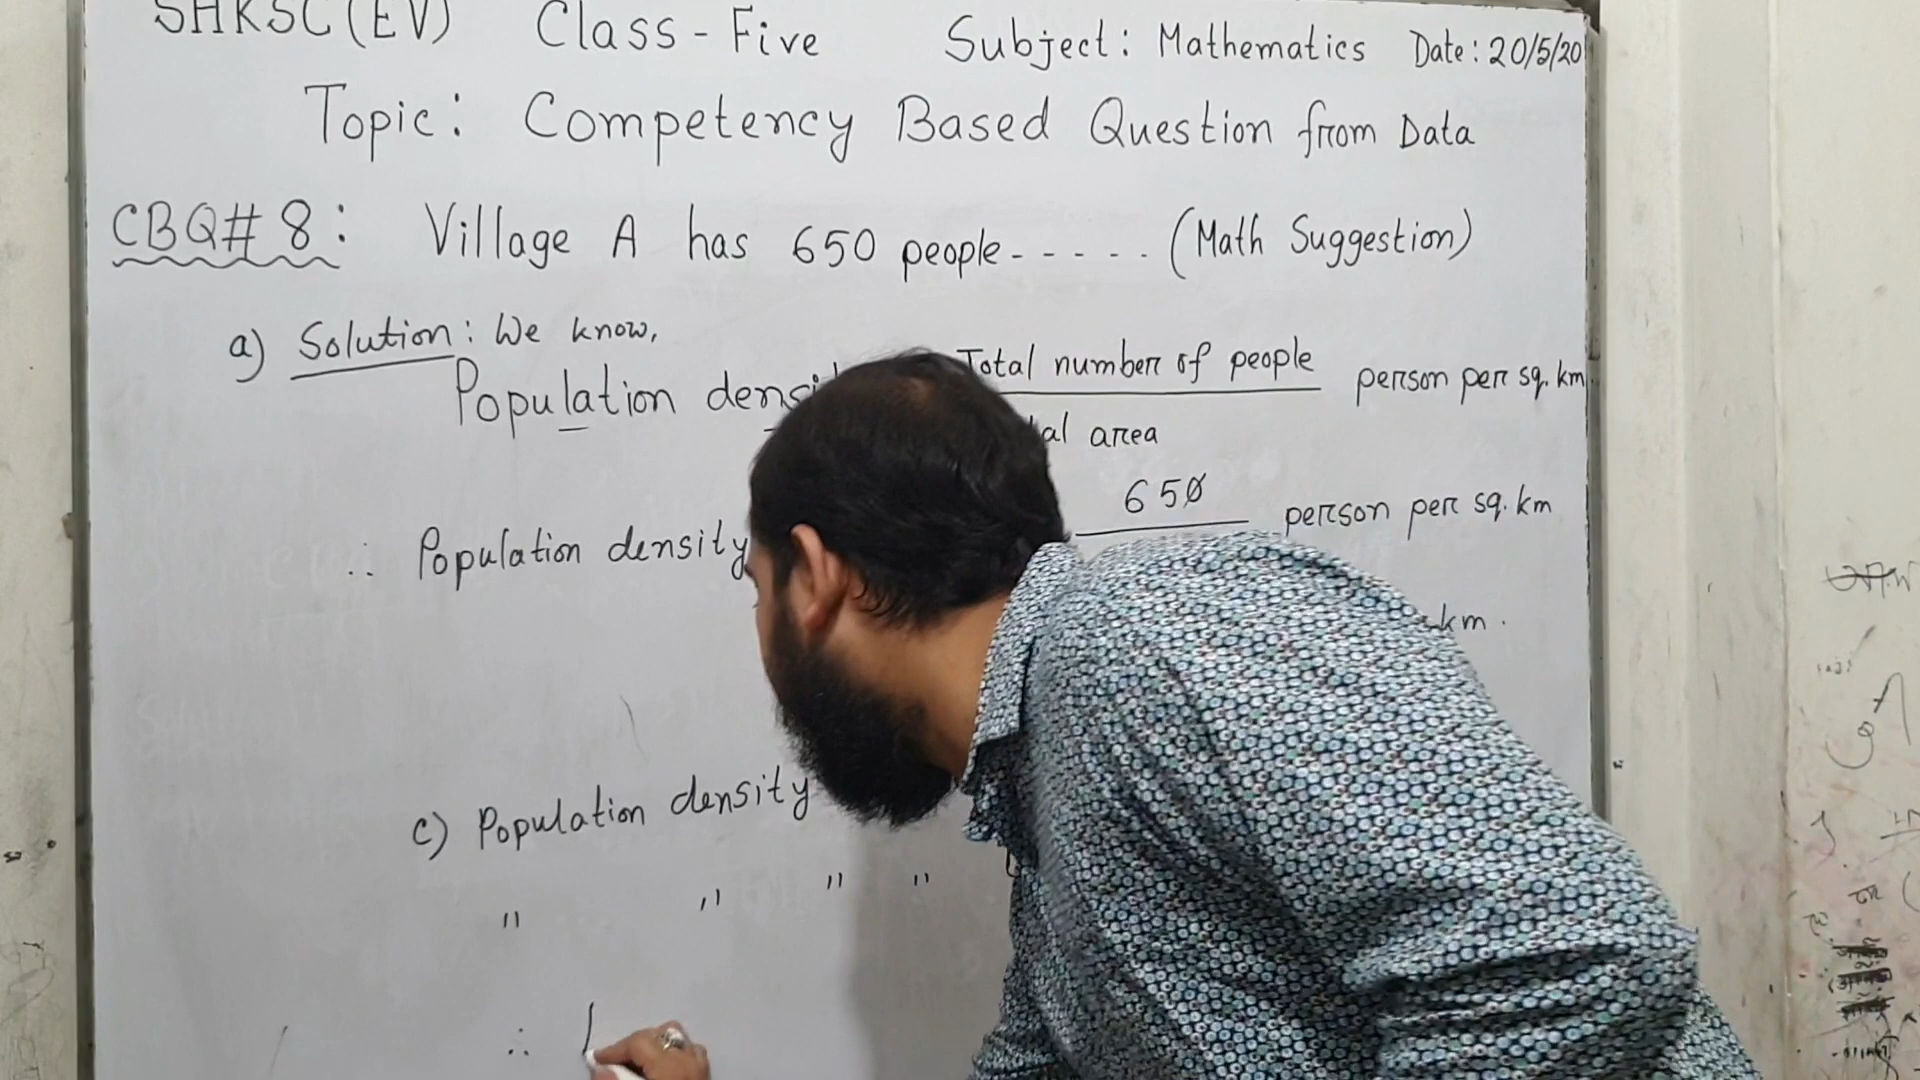 SHKSC (EV) Class - Five Subject: Mathematics Date: 20/5/20
Topic: Competency Based Question from Data
CBQ# 8: Village A has 650 people - - - - - (Math Suggestion)
a) Solution: We know,
Population Total number of people person per sq. km
area
∴ Population density 650 person per sq. km
km.
c) Population density
" " " "
∴